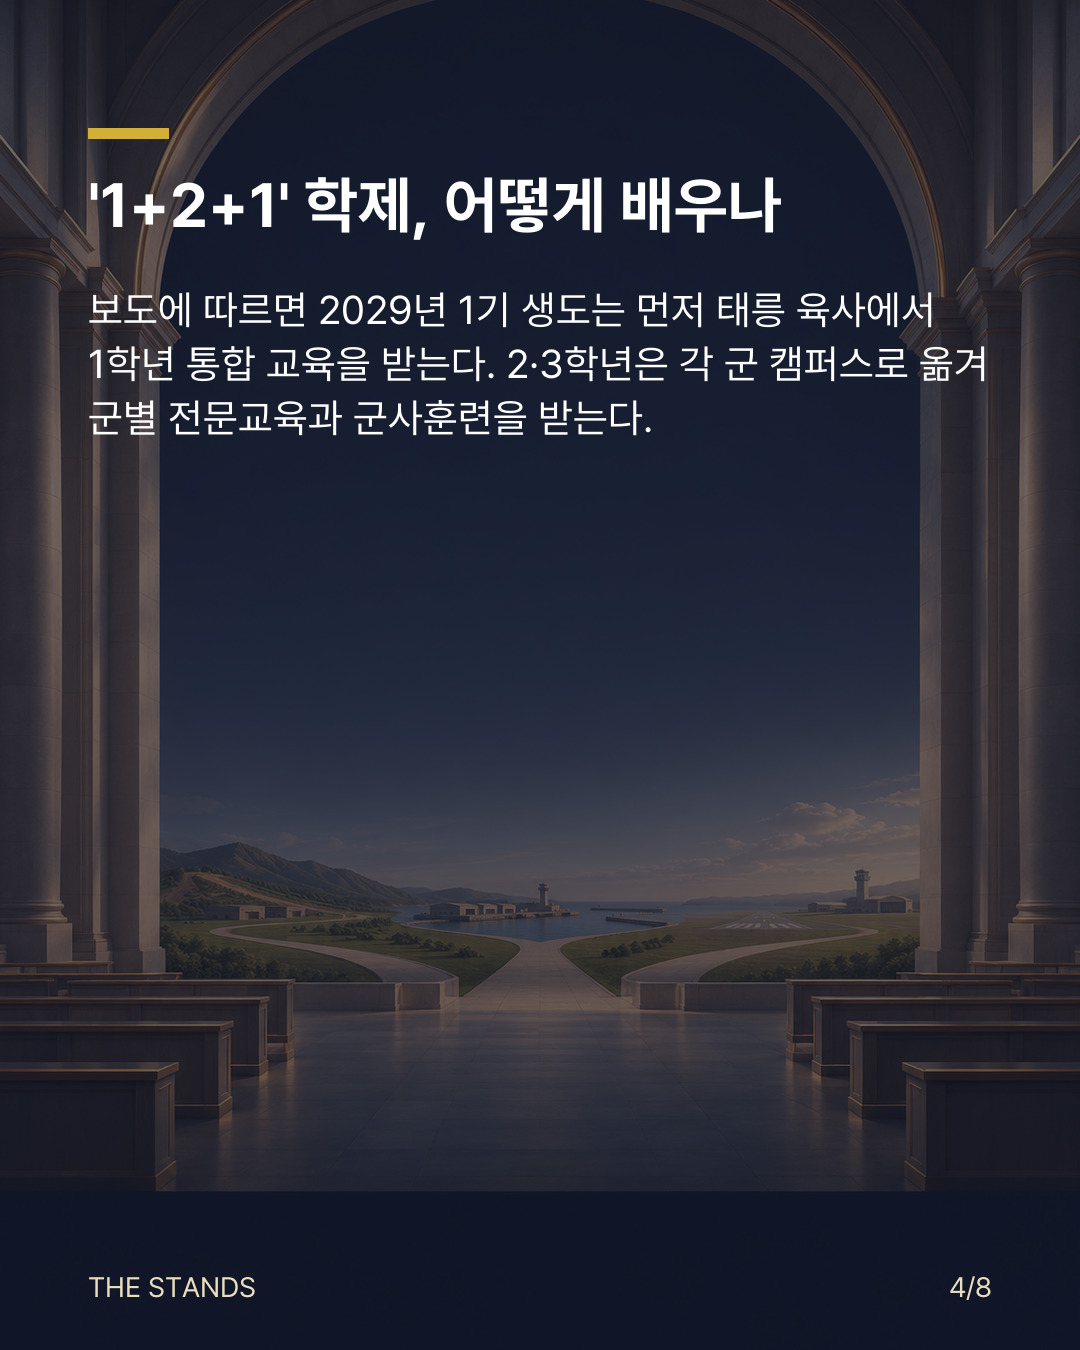 '1+2+1' 학제, 어떻게 배우나
보도에 따르면 2029년 1기 생도는 먼저 태릉 육사에서
1학년 통합 교육을 받는다. 2·3학년은 각 군 캠퍼스로 옮겨
군별 전문교육과 군사훈련을 받는다.
THE STANDS
4/8